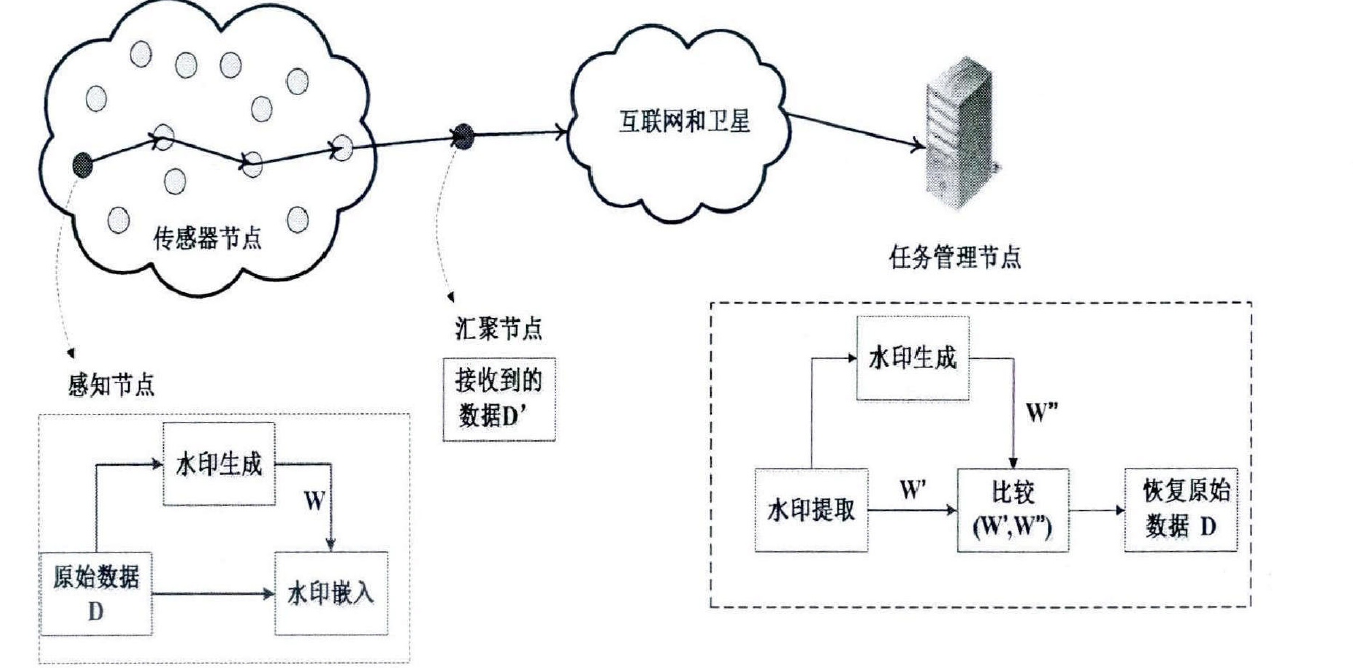 互联网和卫星
传感器节点
任务管理节点
汇聚节点
接收到的
数据D’
感知节点
水印生成
W
原始数据
D
水印嵌入
水印生成
W”
水印提取
W'
比较
(W',W”)
恢复原始
数据 D